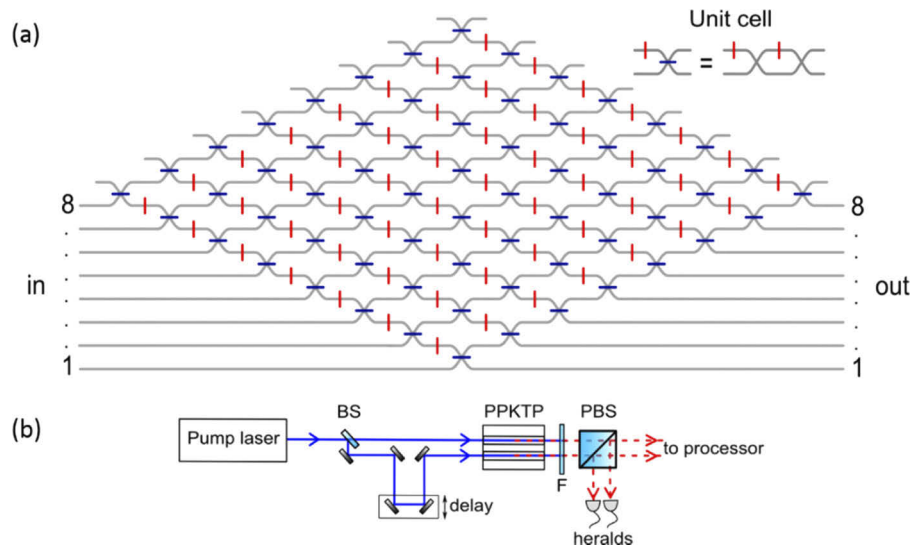 (a)
Unit cell
=
8
8
.
.
.
.
in
out
.
.
.
.
1
1
(b)
BS
PPKTP
PBS
Pump laser
to processor
F
delay
heralds